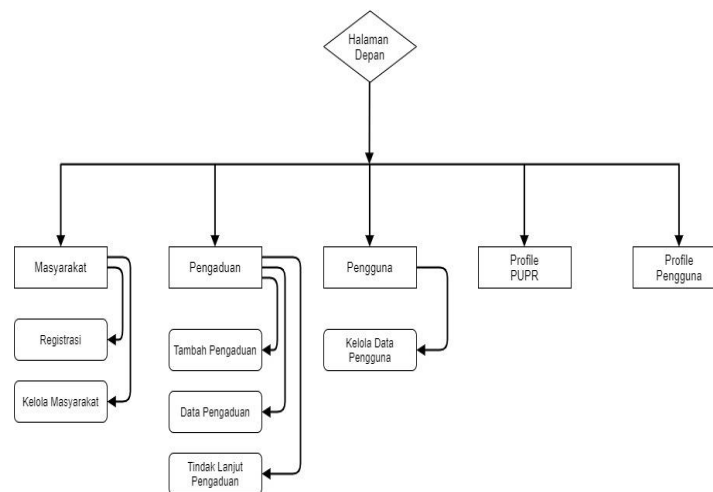 Halaman
Depan
Masyarakat
Pengaduan
Pengguna
Profile
PUPR
Profile
Pengguna
Registrasi
Tambah Pengaduan
Kelola Data
Pengguna
Kelola Masyarakat
Data Pengaduan
Tindak Lanjut
Pengaduan